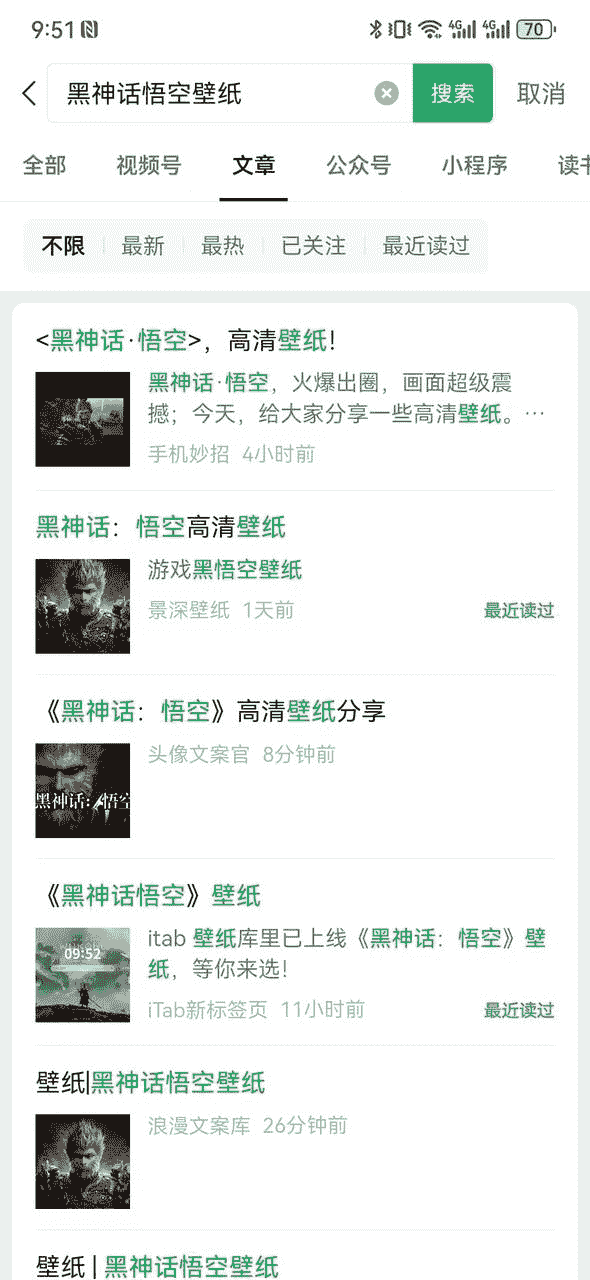 9:51
4G 4G 70
黑神话悟空壁纸
搜索
取消
全部 视频号 文章 公众号 小程序 读书
不限 最新 最热 已关注 最近读过
<黑神话·悟空>，高清壁纸!
黑神话·悟空，火爆出圈，画面超级震
撼；今天，给大家分享一些高清壁纸。…
手机妙招 4小时前
黑神话：悟空高清壁纸
游戏黑悟空壁纸
景深壁纸 1天前
最近读过
《黑神话：悟空》高清壁纸分享
黑神话：悟空
头像文案官 8分钟前
《黑神话悟空》壁纸
09:52
itab 壁纸库里已上线《黑神话：悟空》壁
纸，等你来选!
iTab新标签页 11小时前
最近读过
壁纸|黑神话悟空壁纸
浪漫文案库 26分钟前
壁纸 | 黑神话悟空壁纸